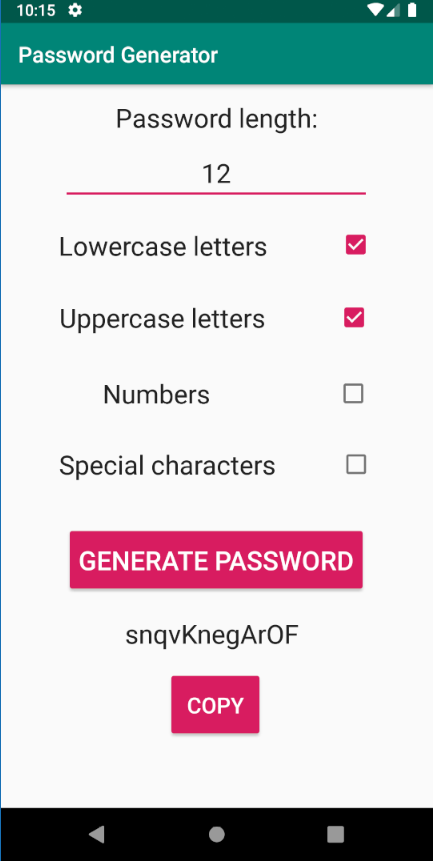 10:15
Password Generator
Password length:
12
Lowercase letters
Uppercase letters
Numbers
Special characters
GENERATE PASSWORD
snqvKnegArOF
COPY